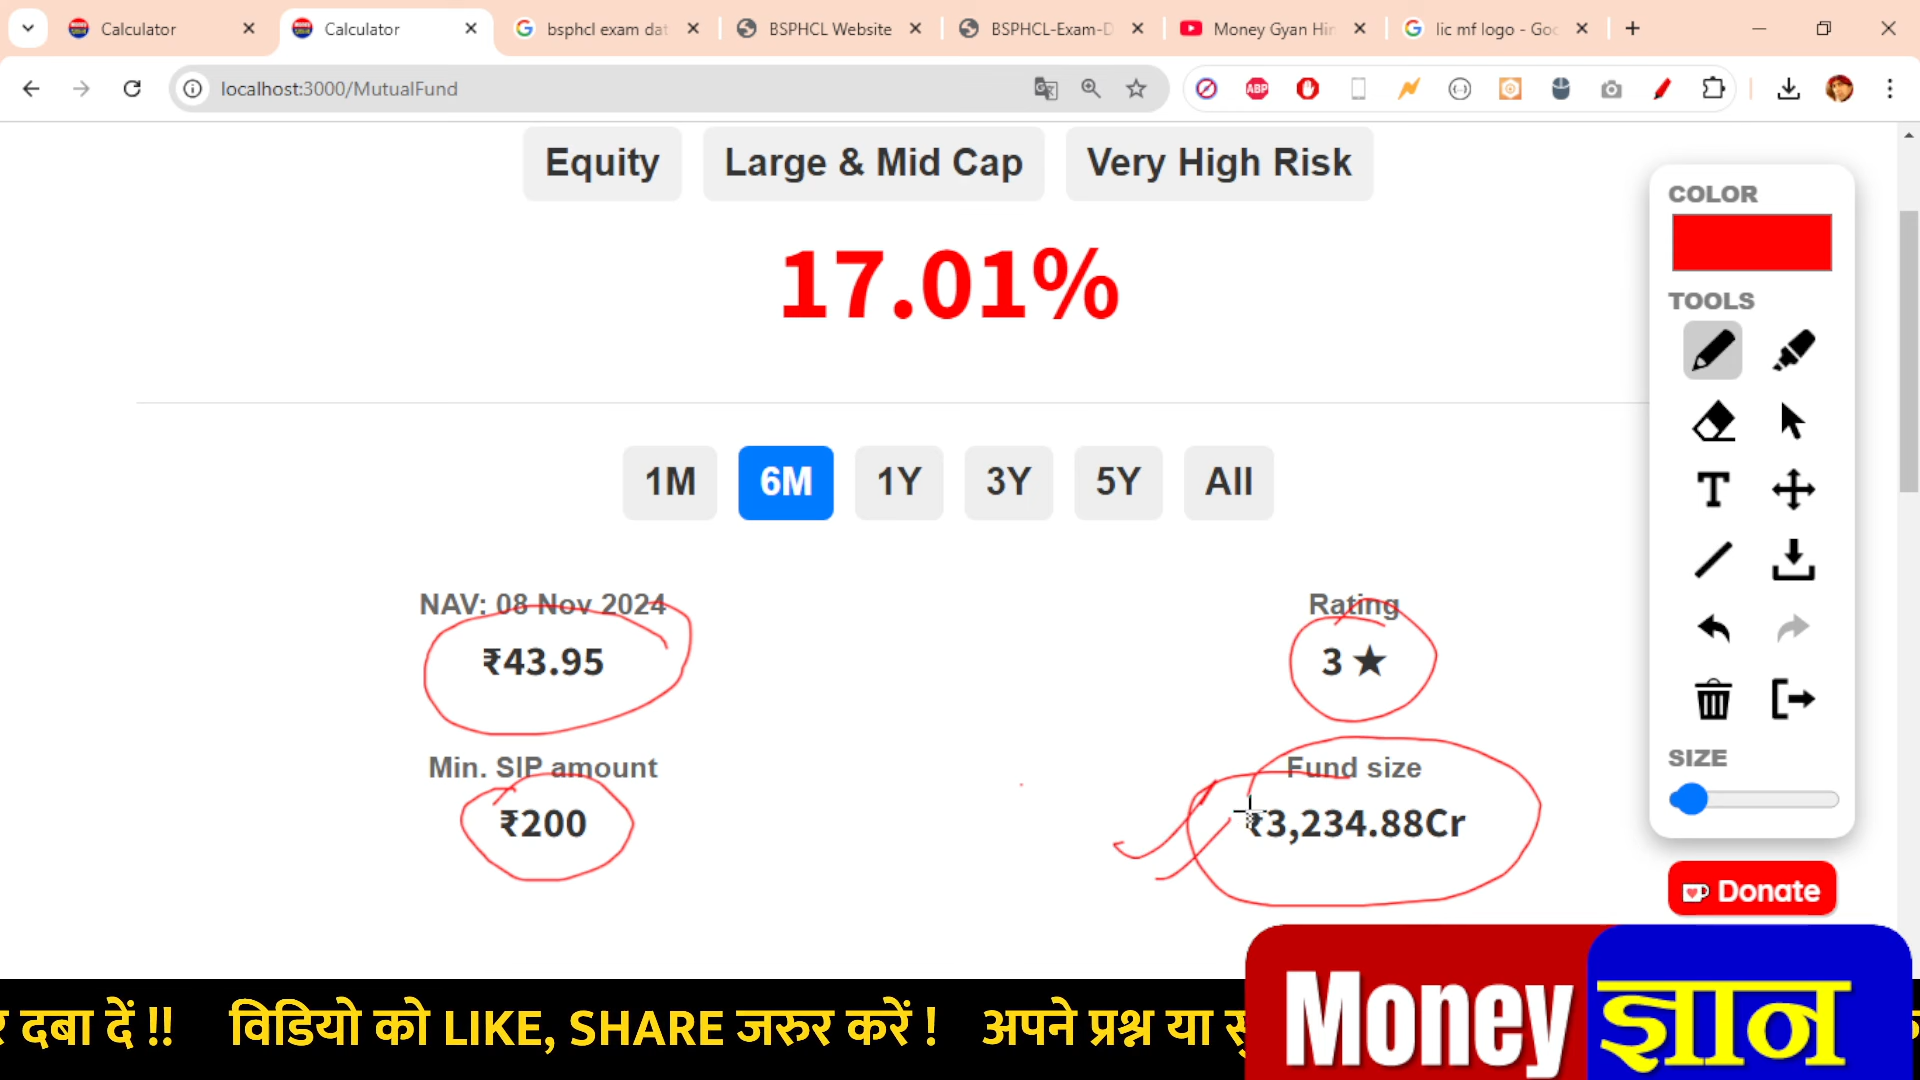 Calculator
Calculator
bsphcl exam dat
BSPHCL Website
BSPHCL-Exam-D
Money Gyan Hin
lic mf logo - Goo
localhost:3000/MutualFund
ABP
Equity
Large & Mid Cap
Very High Risk
17.01%
1M
6M
1Y
3Y
5Y
All
NAV: 08 Nov 2024
₹43.95
Rating
3 ★
Min. SIP amount
₹200
Fund size
₹3,234.88Cr
COLOR
TOOLS
T
SIZE
Donate
र दबा दें !! विडियो को LIKE, SHARE जरुर करें ! अपने प्रश्न या
Money ज्ञान